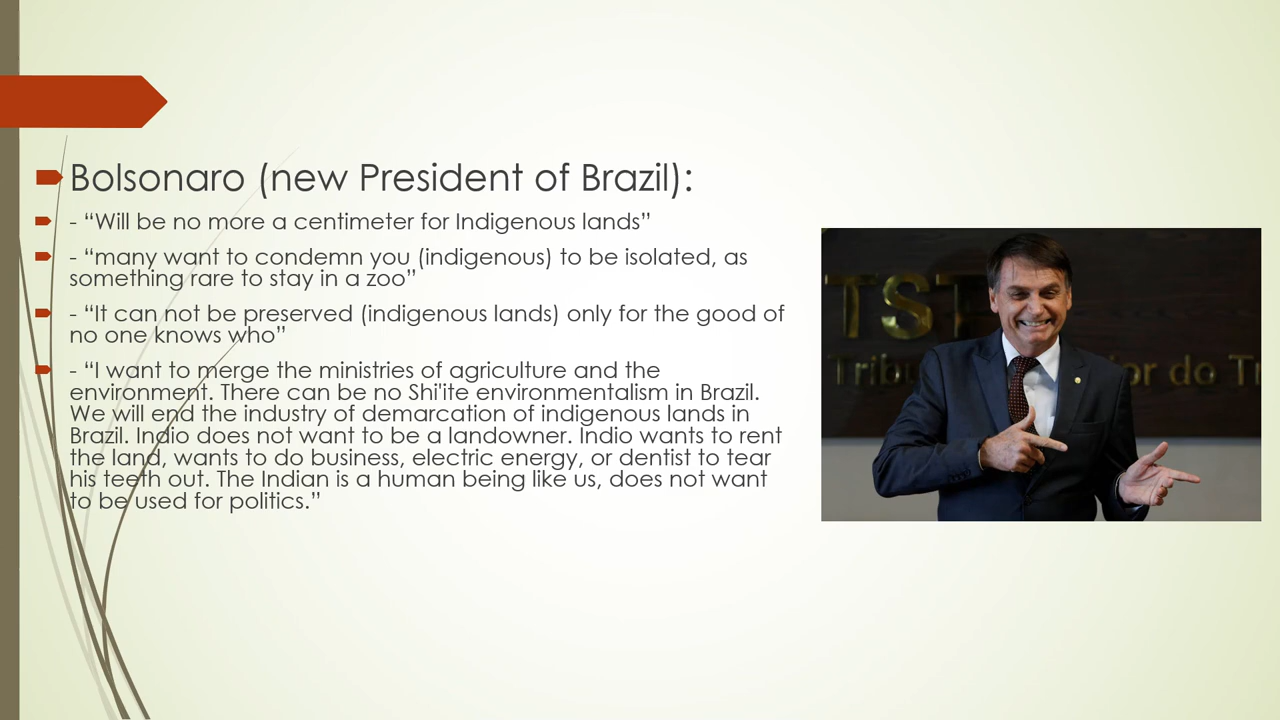 Bolsonaro (new President of Brazil):
- “Will be no more a centimeter for Indigenous lands”
- “many want to condemn you (indigenous) to be isolated, as
something rare to stay in a zoo”
- “It can not be preserved (indigenous lands) only for the good of
no one knows who”
- “I want to merge the ministries of agriculture and the
environment. There can be no Shi'ite environmentalism in Brazil.
We will end the industry of demarcation of indigenous lands in
Brazil. Indio does not want to be a landowner. Indio wants to rent
the land, wants to do business, electric energy, or dentist to tear
his teeth out. The Indian is a human being like us, does not want
to be used for politics.”
TST
do